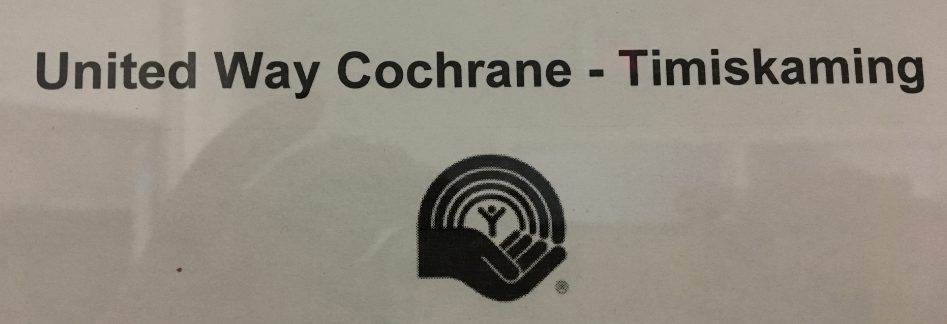 United Way Cochrane - Timiskaming
®